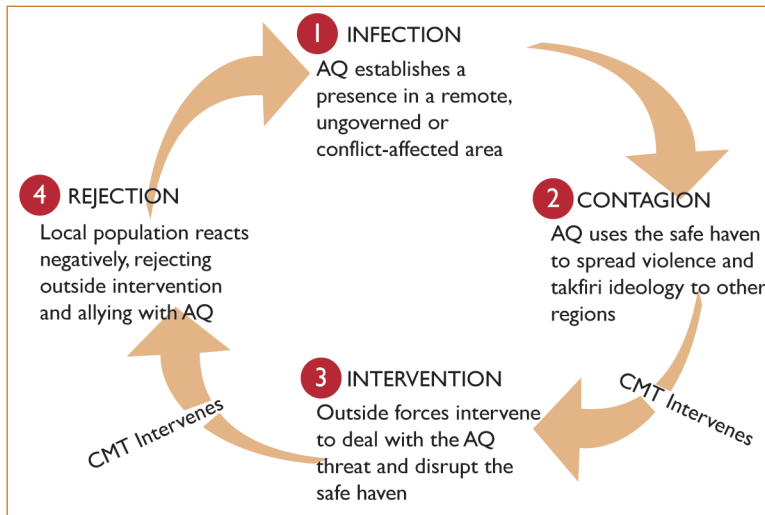 1 INFECTION
AQ establishes a
presence in a remote,
ungoverned or
conflict-affected area
2 CONTAGION
AQ uses the safe haven
to spread violence and
takfiri ideology to other
regions
CMT Intervenes
3 INTERVENTION
Outside forces intervene
to deal with the AQ
threat and disrupt the
safe haven
CMT Intervenes
4 REJECTION
Local population reacts
negatively, rejecting
outside intervention
and allying with AQ